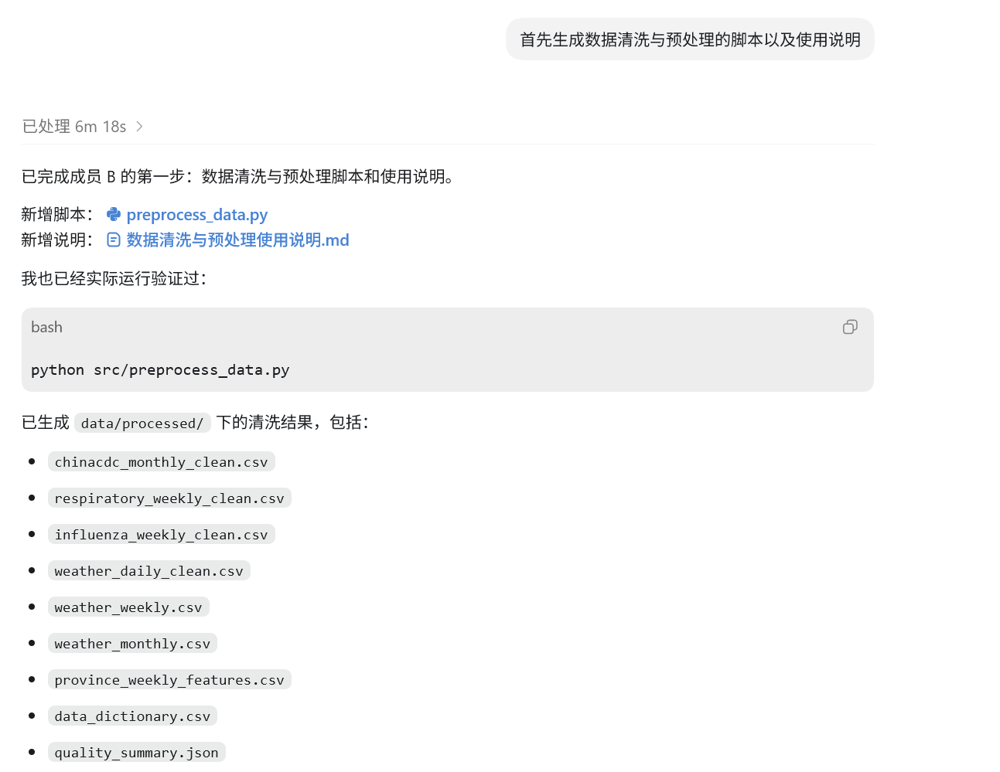 首先生成数据清洗与预处理的脚本以及使用说明
已处理 6m 18s
已完成成员 B 的第一步：数据清洗与预处理脚本和使用说明。
新增脚本： preprocess_data.py
新增说明： 数据清洗与预处理使用说明.md
我也已经实际运行验证过：
bash
python src/preprocess_data.py
已生成 data/processed/ 下的清洗结果，包括：
chinacdc_monthly_clean.csv
respiratory_weekly_clean.csv
influenza_weekly_clean.csv
weather_daily_clean.csv
weather_weekly.csv
weather_monthly.csv
province_weekly_features.csv
data_dictionary.csv
quality_summary.json